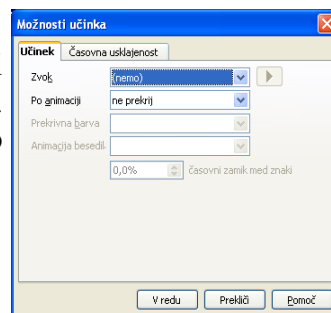 Možnosti učinka
Učinek Časovna usklajenost
Zvok (nemo)
Po animaciji ne prekrij
Prekrivna barva
Animacija besedil
0,0% časovni zamik med znaki
V redu Prekliči Pomoč